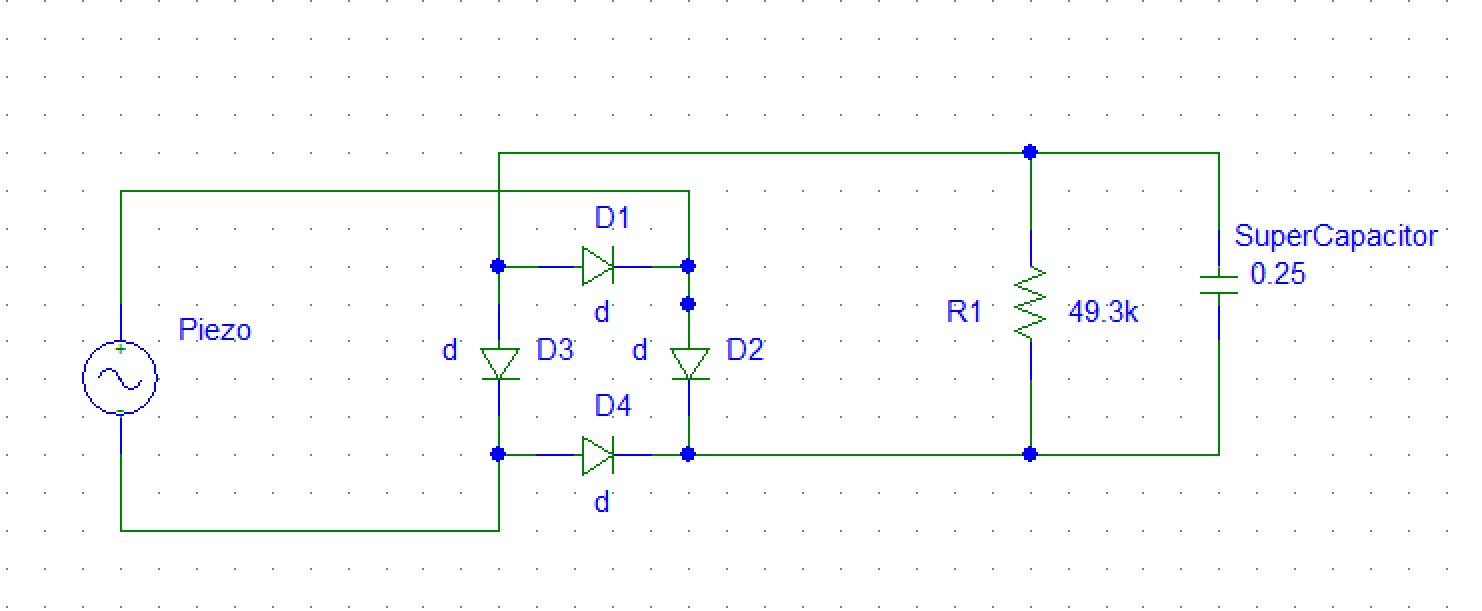 D1
SuperCapacitor
0.25
d
R1
49.3k
Piezo
d
D3
d
D2
D4
d